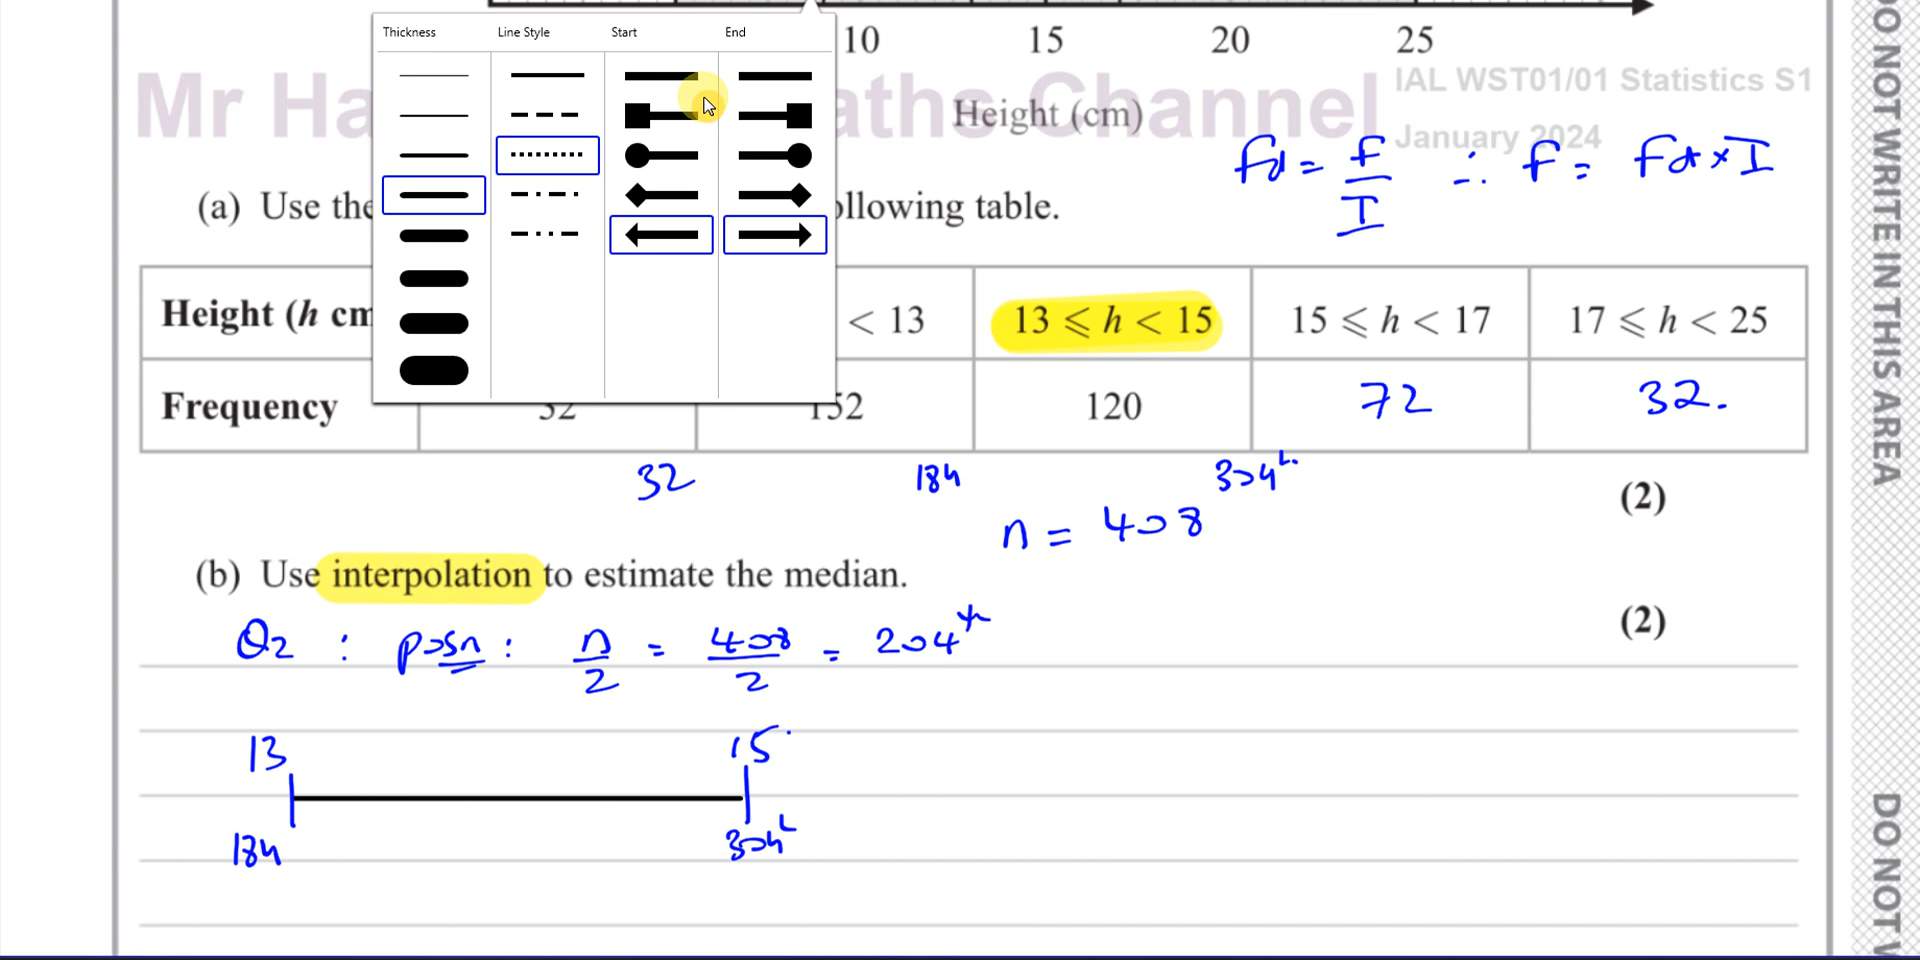 Thickness Line Style Start End
10 15 20 25
Mr Ha aths Channel
Height (cm)
IAL WST01/01 Statistics S1
January 2024
Fd = F/I ∴ F = Fd × I
(a) Use the ollowing table.
Height (h cm < 13 13 ⩽ h < 15 15 ⩽ h < 17 17 ⩽ h < 25
Frequency 32 152 120 72 32.
32 184 304
(2)
n = 408
(b) Use interpolation to estimate the median.
(2)
Q2 : posn : n/2 = 408/2 = 204th
13 15
184 304
DO NOT WRITE IN THIS AREA
DO NOT W